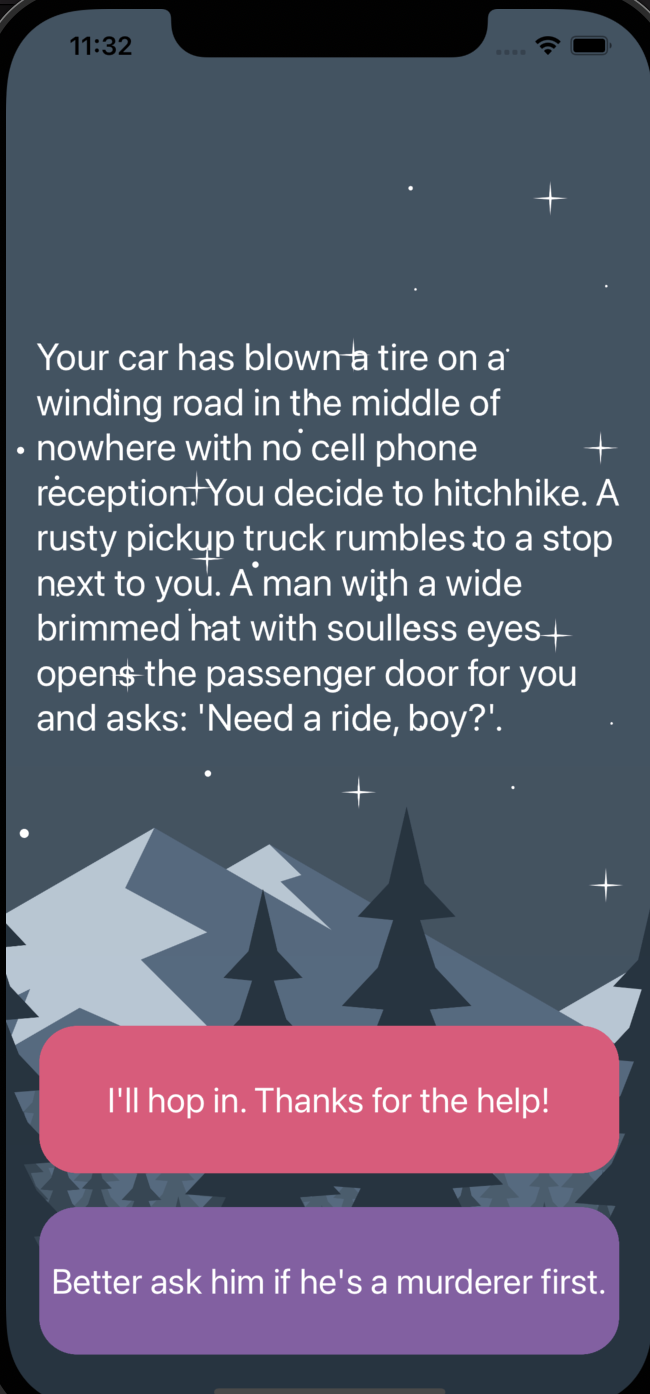 11:32
Your car has blown a tire on a
winding road in the middle of
nowhere with no cell phone
reception. You decide to hitchhike. A
rusty pickup truck rumbles to a stop
next to you. A man with a wide
brimmed hat with soulless eyes
opens the passenger door for you
and asks: 'Need a ride, boy?'.
I'll hop in. Thanks for the help!
Better ask him if he's a murderer first.